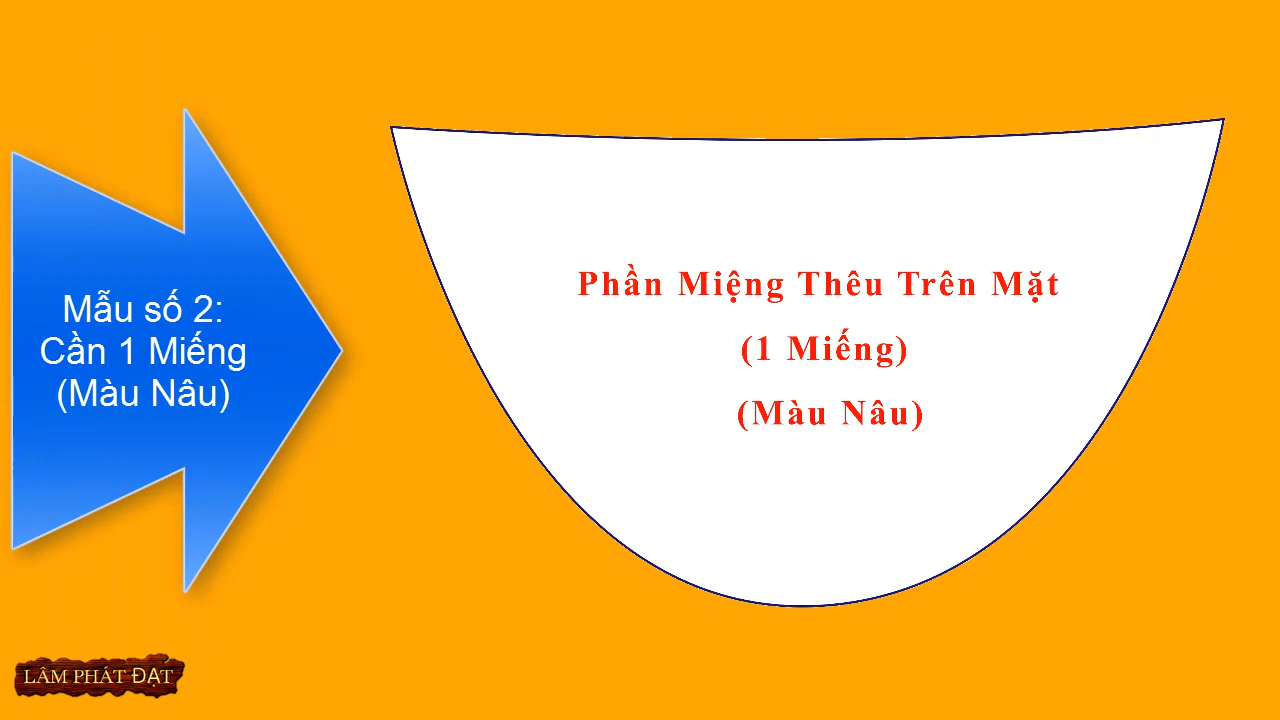 Mẫu số 2:
Cần 1 Miếng
(Màu Nâu)
Phần Miệng Thêu Trên Mặt
(1 Miếng)
(Màu Nâu)
LÂM PHÁT ĐẠT